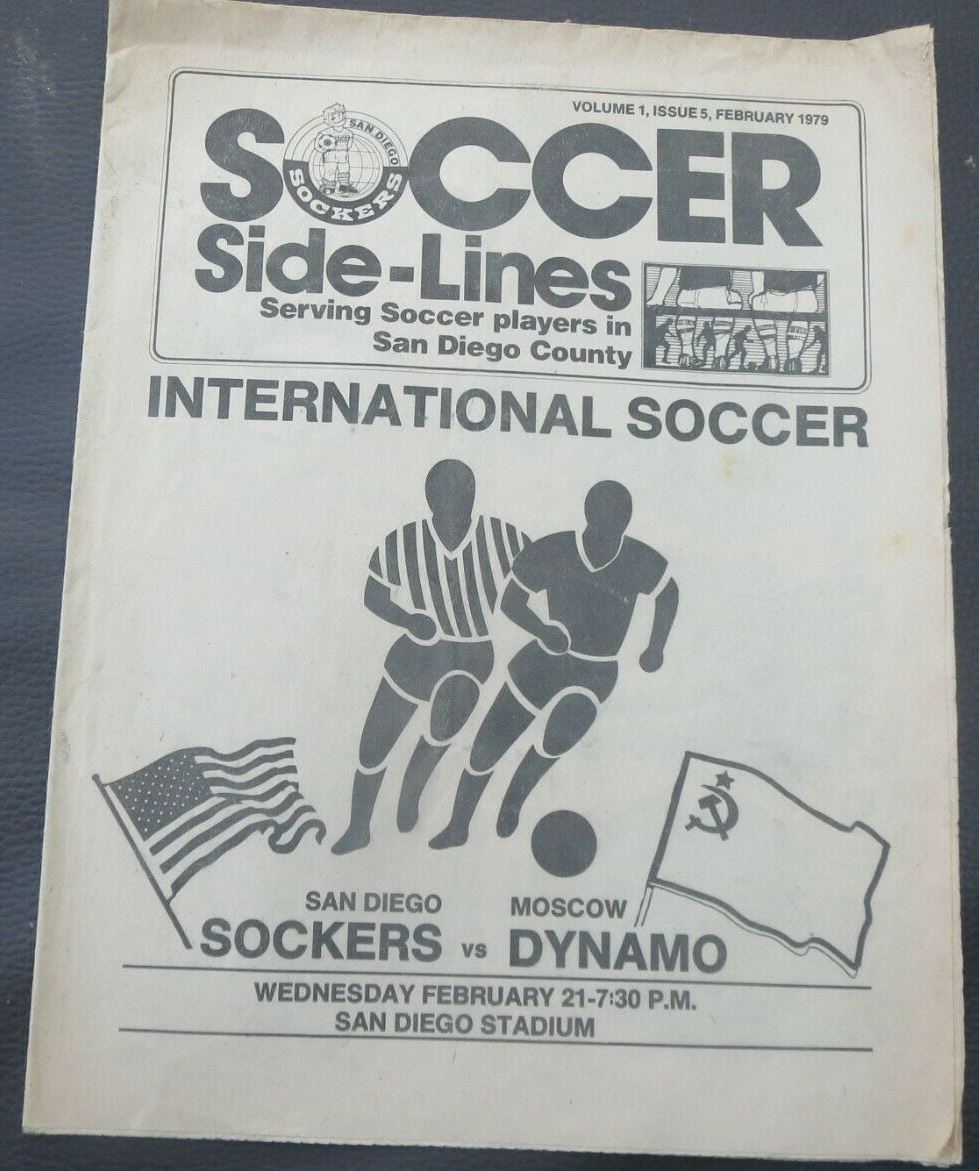 VOLUME 1, ISSUE 5, FEBRUARY 1979
SOCCER
SAN DIEGO
SOCKERS
Side-Lines
Serving Soccer players in
San Diego County
INTERNATIONAL SOCCER
SAN DIEGO
SOCKERS vs
MOSCOW
DYNAMO
WEDNESDAY FEBRUARY 21-7:30 P.M.
SAN DIEGO STADIUM